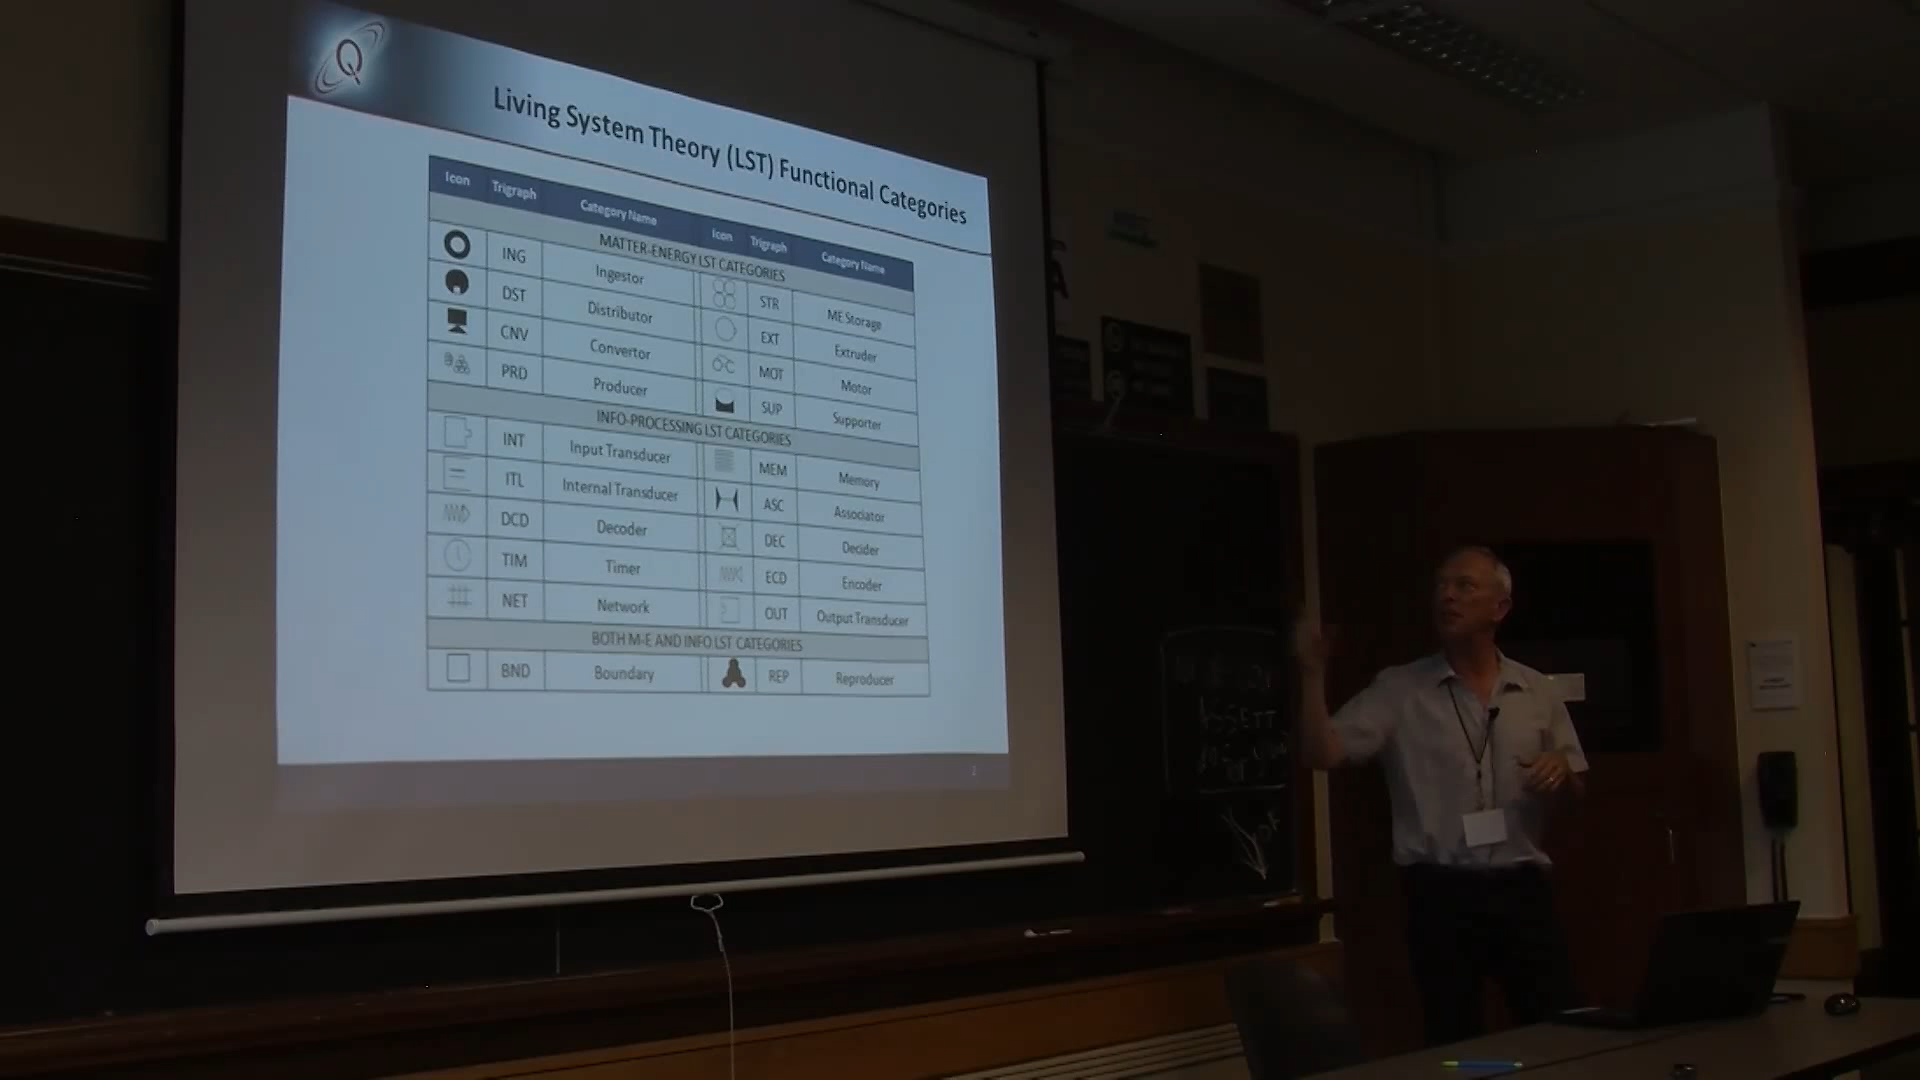 Q
Living System Theory (LST) Functional Categories
Icon Trigraph Category Name Icon Trigraph Category Name
MATTER-ENERGY LST CATEGORIES
ING Ingestor STR ME Storage
DST Distributor EXT Extruder
CNV Convertor MOT Motor
PRD Producer SUP Supporter
INFO-PROCESSING LST CATEGORIES
INT Input Transducer MEM Memory
ITL Internal Transducer ASC Associator
DCD Decoder DEC Decider
TIM Timer ECD Encoder
NET Network OUT Output Transducer
BOTH M-E AND INFO LST CATEGORIES
BND Boundary REP Reproducer
2
A
ASSETT